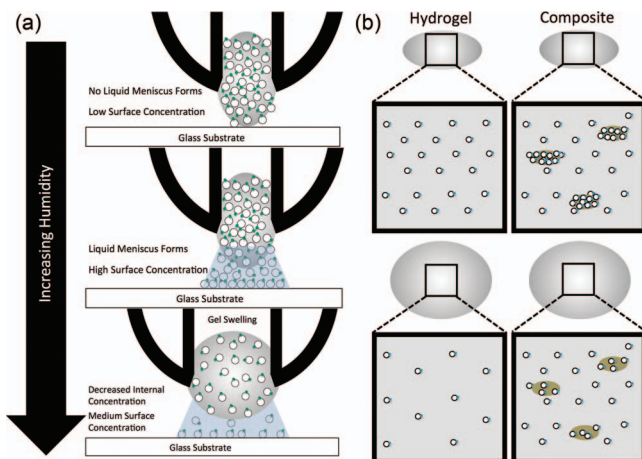 (a)
Increasing Humidity
No Liquid Meniscus Forms
Low Surface Concentration
Glass Substrate
Liquid Meniscus Forms
High Surface Concentration
Glass Substrate
Gel Swelling
Decreased Internal
Concentration
Medium Surface
Concentration
Glass Substrate
(b)
Hydrogel
Composite